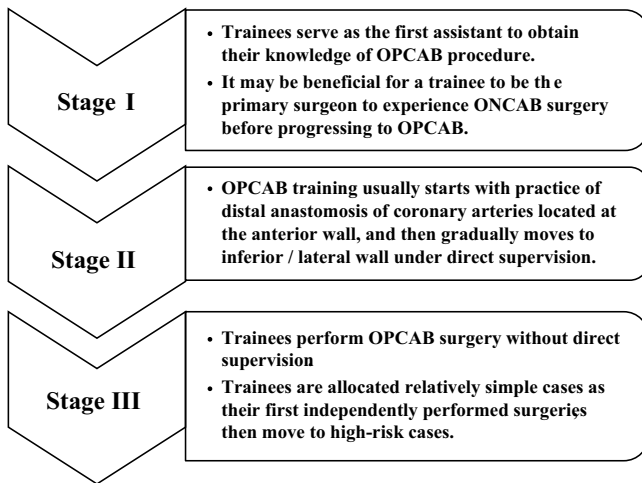 Stage I
• Trainees serve as the first assistant to obtain
their knowledge of OPCAB procedure.
• It may be beneficial for a trainee to be the
primary surgeon to experience ONCAB surgery
before progressing to OPCAB.
Stage II
• OPCAB training usually starts with practice of
distal anastomosis of coronary arteries located at
the anterior wall, and then gradually moves to
inferior / lateral wall under direct supervision.
Stage III
• Trainees perform OPCAB surgery without direct
supervision
• Trainees are allocated relatively simple cases as
their first independently performed surgeries,
then move to high-risk cases.